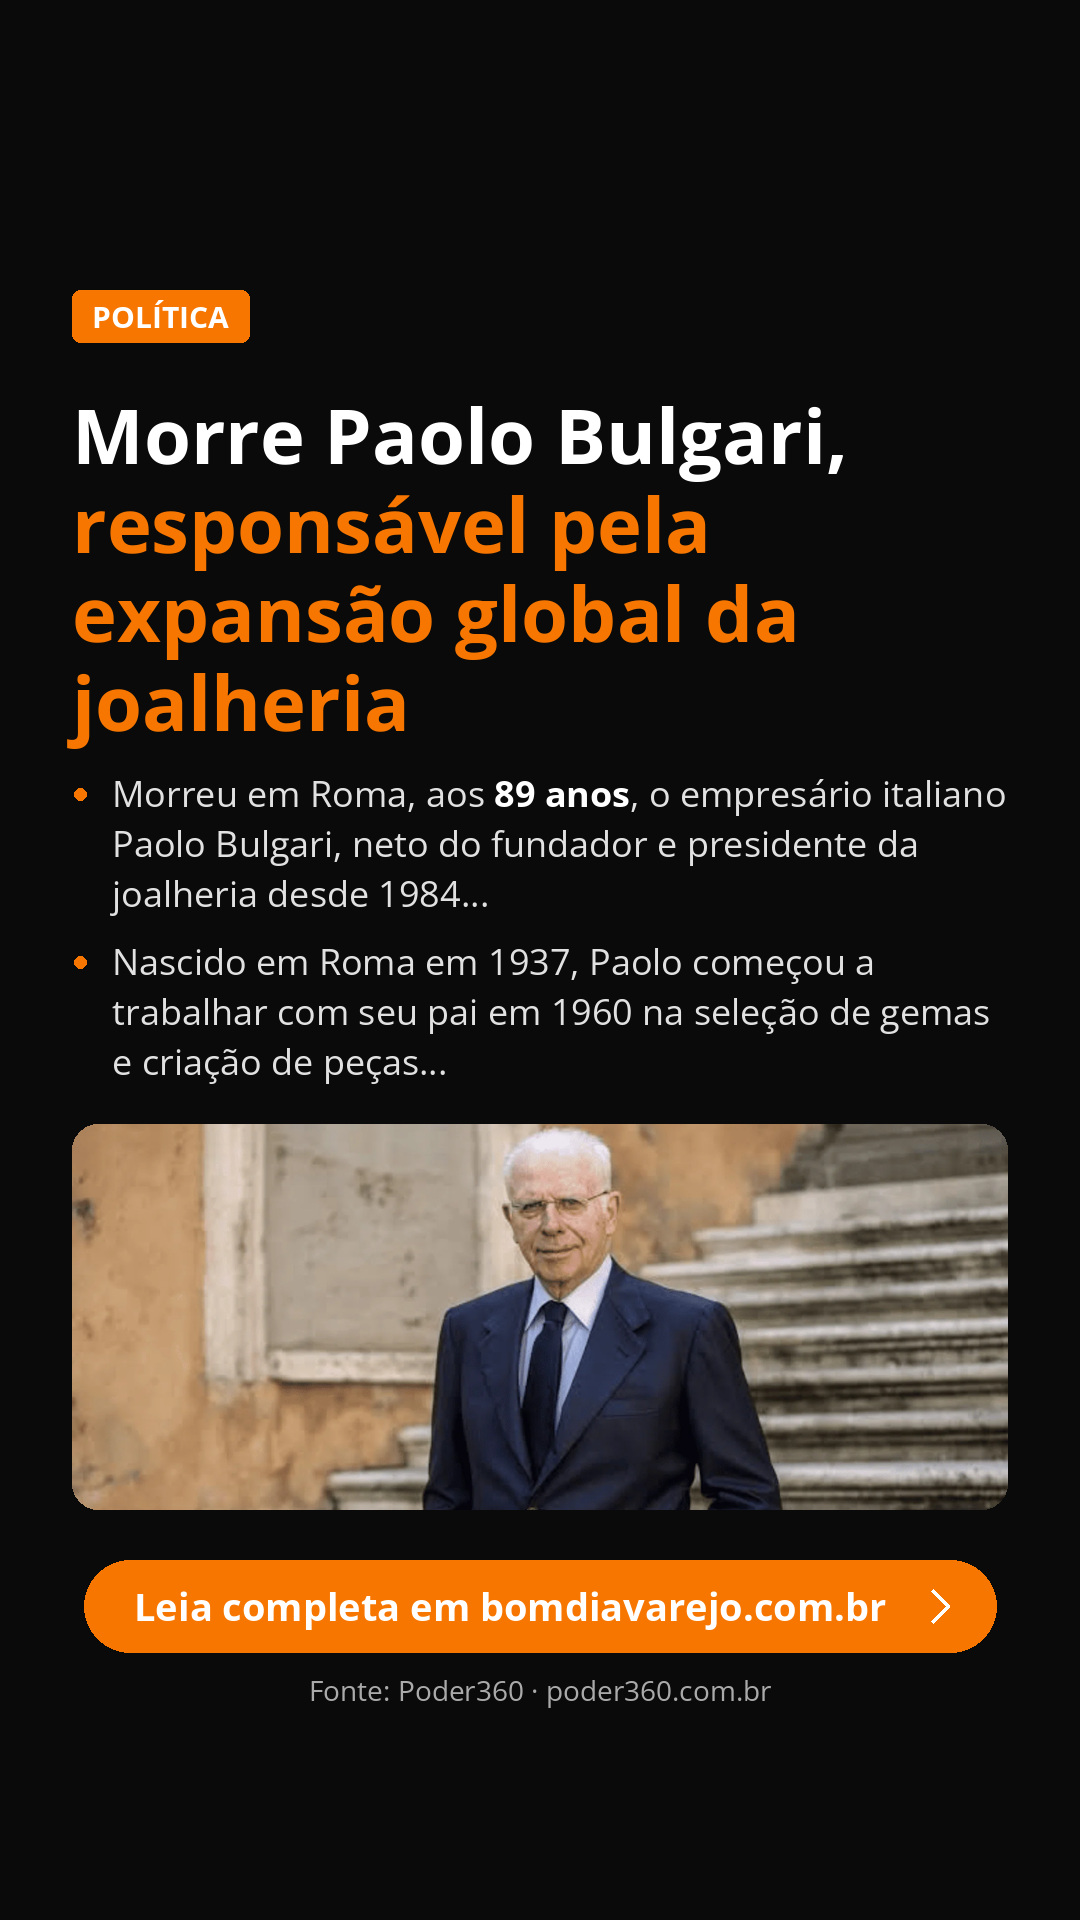 POLÍTICA
Morre Paolo Bulgari,
responsável pela
expansão global da
joalheria
Morreu em Roma, aos 89 anos, o empresário italiano
Paolo Bulgari, neto do fundador e presidente da
joalheria desde 1984...
Nascido em Roma em 1937, Paolo começou a
trabalhar com seu pai em 1960 na seleção de gemas
e criação de peças...
Leia completa em bomdiavarejo.com.br
Fonte: Poder360 · poder360.com.br